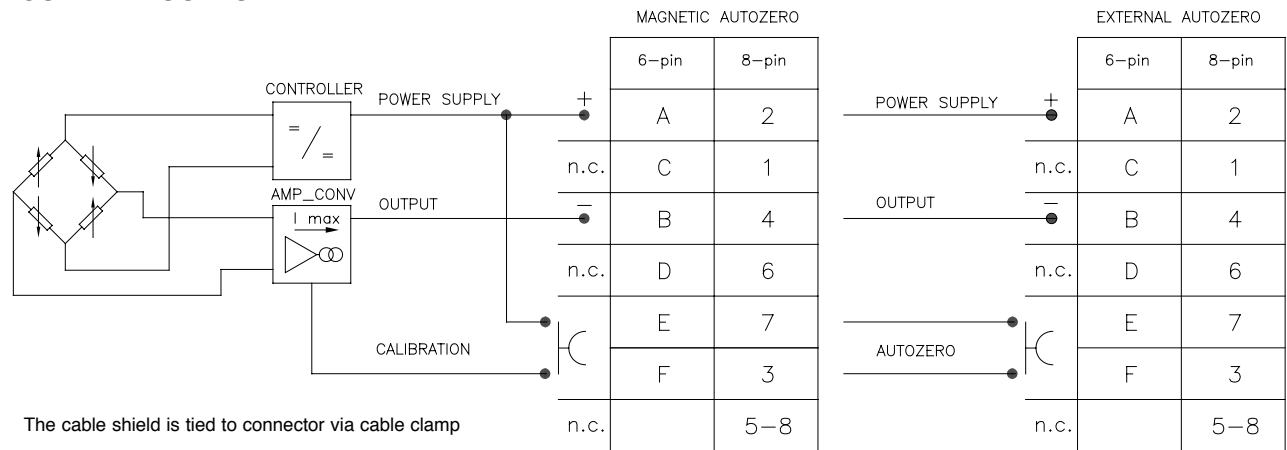 MAGNETIC AUTOZERO
EXTERNAL AUTOZERO
6-pin 8-pin
6-pin 8-pin
CONTROLLER
= / =
POWER SUPPLY + A 2
POWER SUPPLY + A 2
n.c. C 1
n.c. C 1
AMP_CONV
I max
OUTPUT - B 4
OUTPUT - B 4
n.c. D 6
n.c. D 6
E 7
E 7
CALIBRATION
F 3
AUTOZERO
F 3
The cable shield is tied to connector via cable clamp
n.c. 5-8
n.c. 5-8